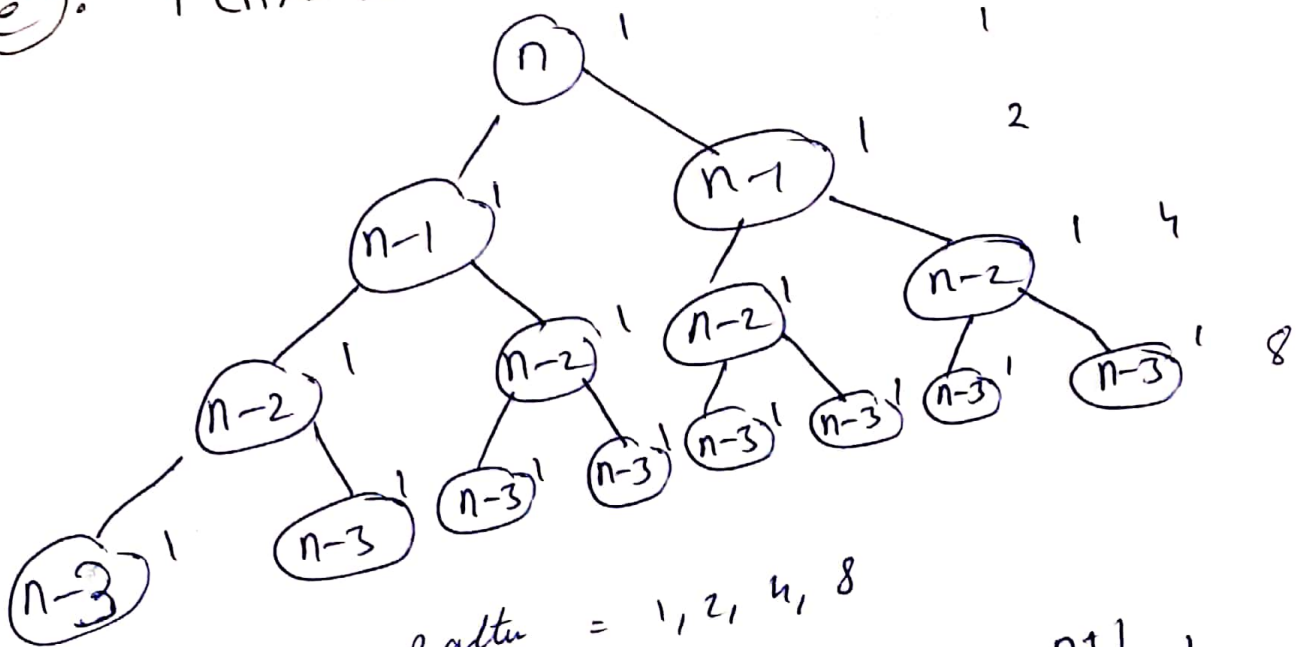 n 1 1
n-1 1 n-1 1 2
n-2 1 n-2 1 n-2 1 n-2 1 4
n-3 1 n-3 1 n-3 1 n-3 1 n-3 1 n-3 1 n-3 1 n-3 1 8
= 1, 2, 4, 8
n+1